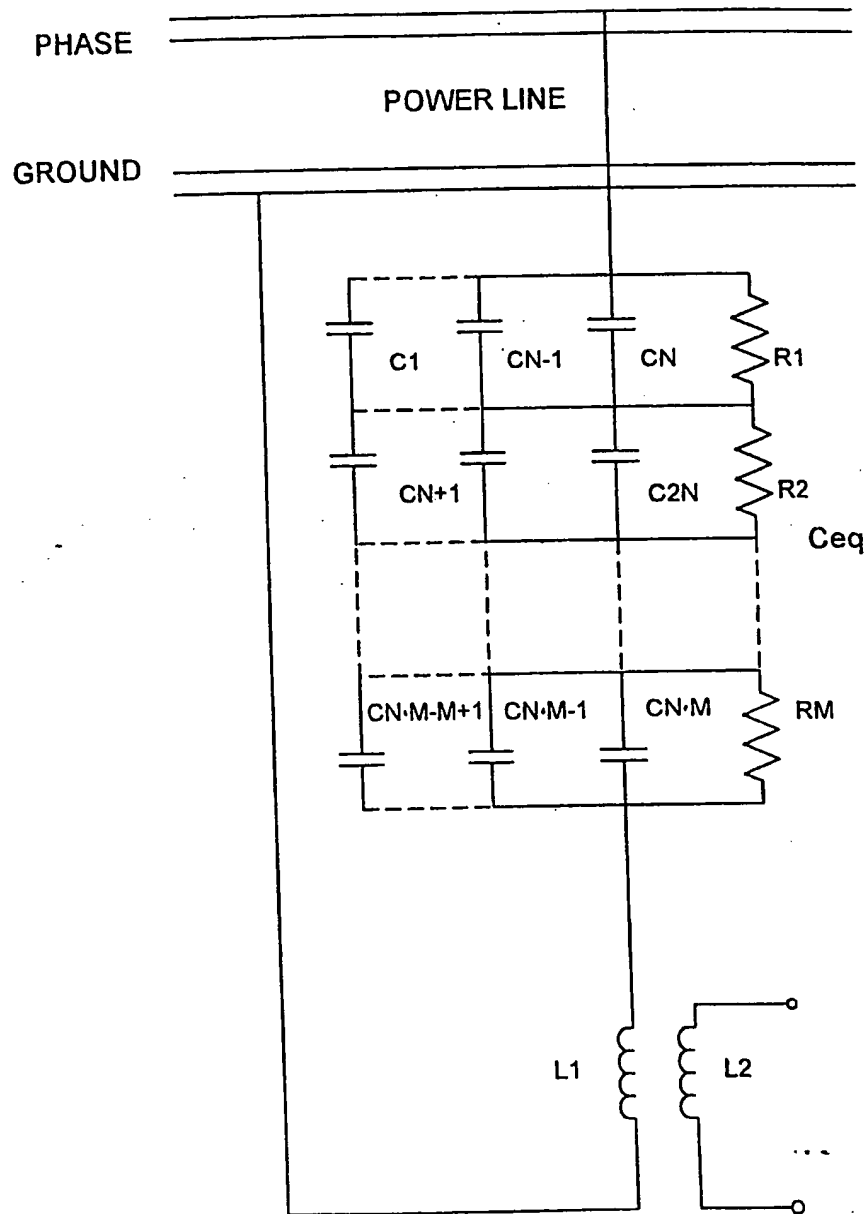 PHASE
POWER LINE
GROUND
C1 CN-1 CN R1
CN+1 C2N R2
Ceq
CN·M-M+1 CN·M-1 CN·M RM
L1 L2